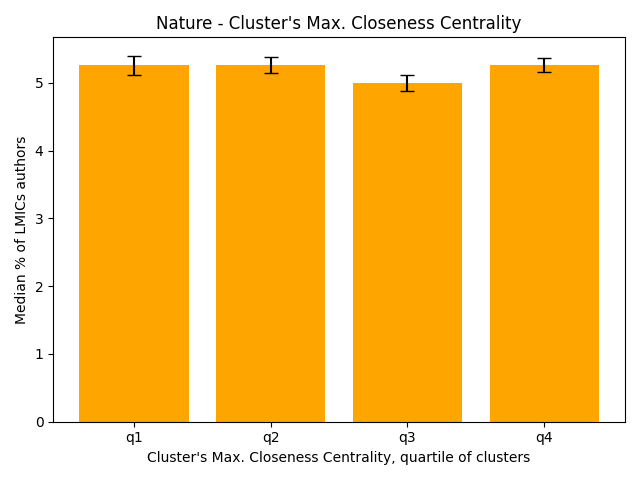 Nature - Cluster's Max. Closeness Centrality
Median % of LMICs authors
5
4
3
2
1
0
q1 q2 q3 q4
Cluster's Max. Closeness Centrality, quartile of clusters